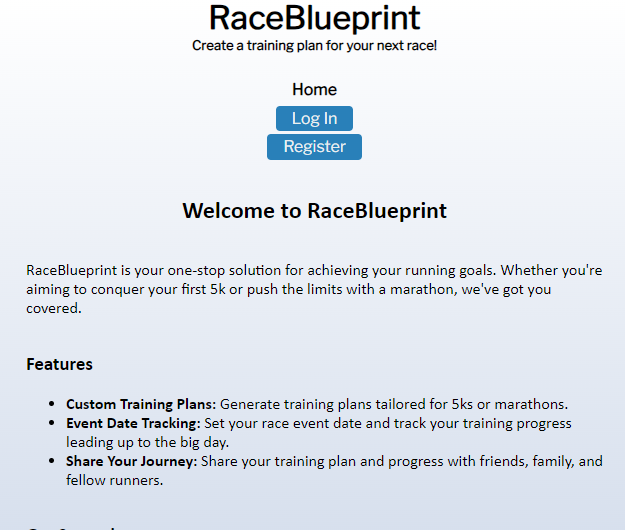 RaceBlueprint
Create a training plan for your next race!
Home
Log In
Register
Welcome to RaceBlueprint
RaceBlueprint is your one-stop solution for achieving your running goals. Whether you're
aiming to conquer your first 5k or push the limits with a marathon, we've got you
covered.
Features
• Custom Training Plans: Generate training plans tailored for 5ks or marathons.
• Event Date Tracking: Set your race event date and track your training progress
leading up to the big day.
• Share Your Journey: Share your training plan and progress with friends, family, and
fellow runners.